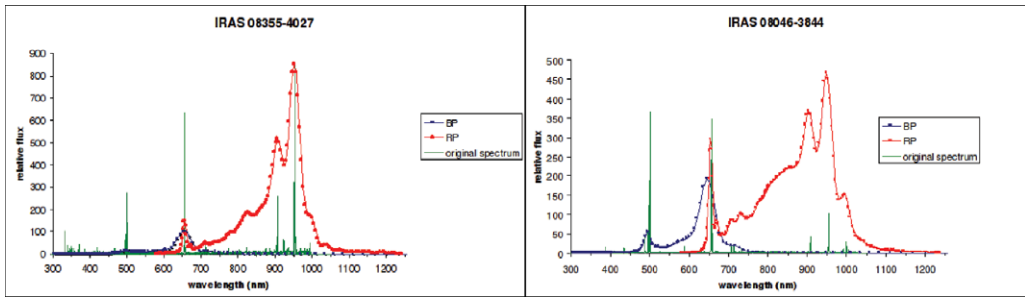 IRAS 08355-4027
relative flux
900
800
700
600
500
400
300
200
100
0
300 400 500 600 700 800 900 1000 1100 1200
wavelength (nm)
BP
RP
original spectrum
IRAS 08046-3844
relative flux
500
450
400
350
300
250
200
150
100
50
0
300 400 500 600 700 800 900 1000 1100 1200
wavelength (nm)
BP
RP
original spectrum